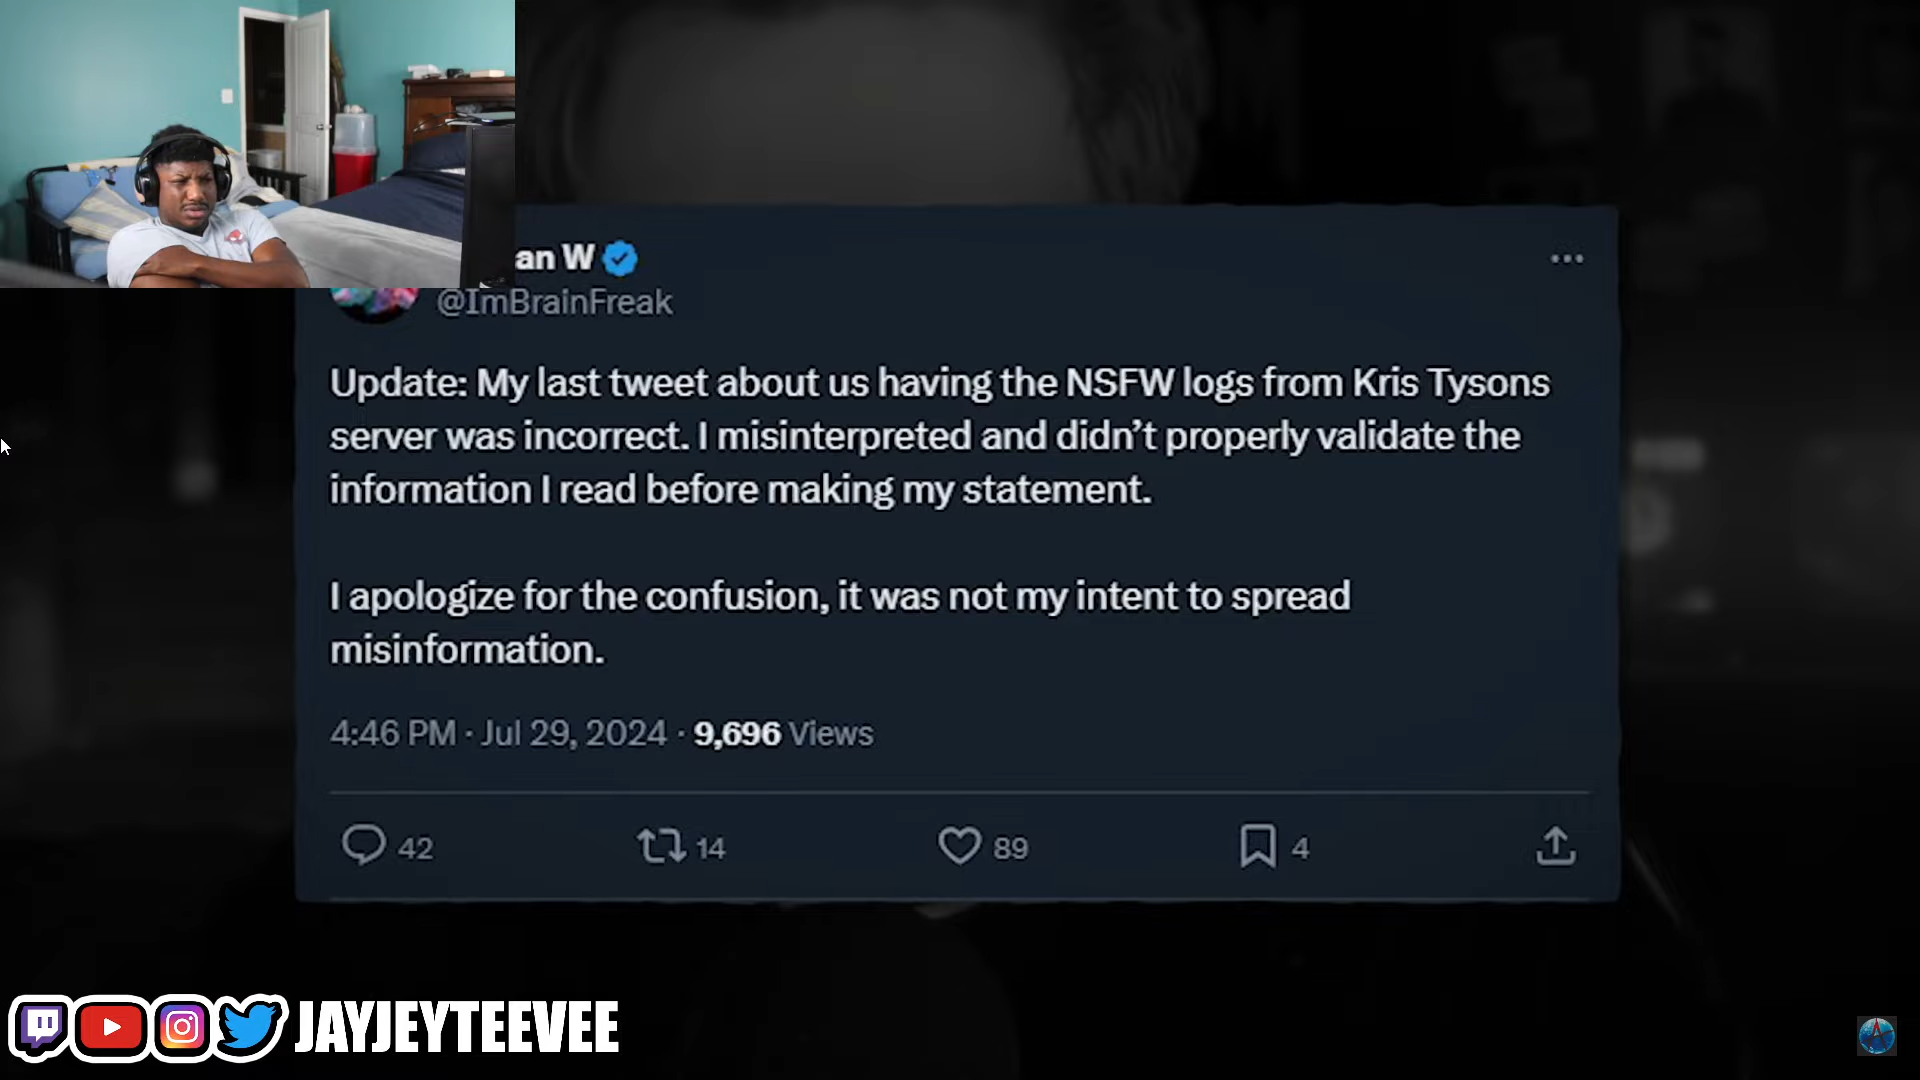 an W
@ImBrainFreak
Update: My last tweet about us having the NSFW logs from Kris Tysons
server was incorrect. I misinterpreted and didn’t properly validate the
information I read before making my statement.
I apologize for the confusion, it was not my intent to spread
misinformation.
4:46 PM · Jul 29, 2024 · 9,696 Views
42 14 89 4
JAYJEYTEEVEE